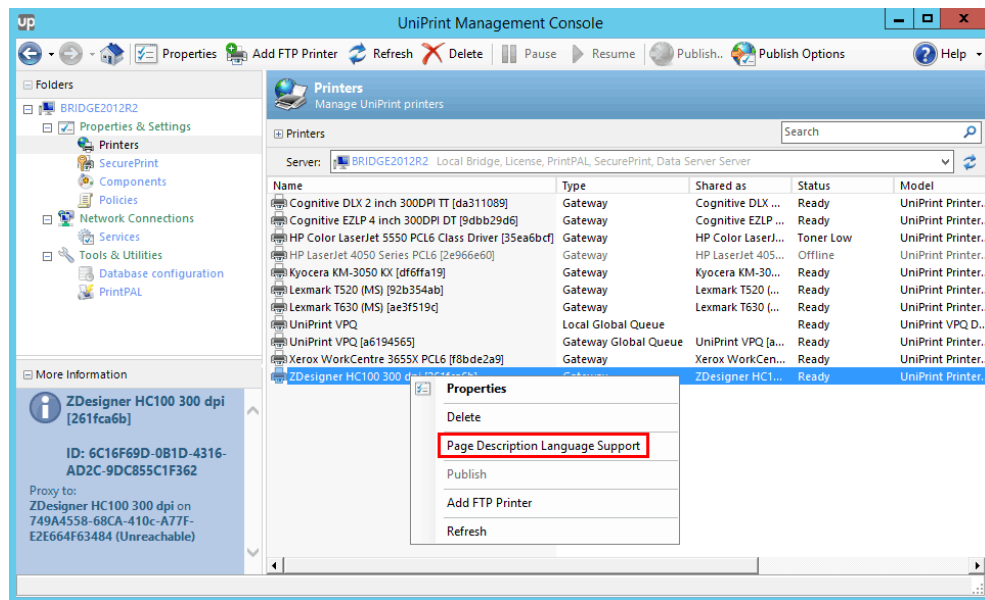 up UniPrint Management Console
Properties Add FTP Printer Refresh Delete Pause Resume Publish.. Publish Options Help
Folders
BRIDGE2012R2
Properties & Settings
Printers
SecurePrint
Components
Policies
Network Connections
Services
Tools & Utilities
Database configuration
PrintPAL
More Information
ZDesigner HC100 300 dpi
[261fca6b]
ID: 6C16F69D-0B1D-4316-
AD2C-9DC855C1F362
Proxy to:
ZDesigner HC100 300 dpi on
749A4558-68CA-410c-A77F-
E2E664F63484 (Unreachable)
Printers
Manage UniPrint printers
Printers Search
Server: BRIDGE2012R2 Local Bridge, License, PrintPAL, SecurePrint, Data Server Server
Name Type Shared as Status Model
Cognitive DLX 2 inch 300DPI TT [da311089] Gateway Cognitive DLX ... Ready UniPrint Printer..
Cognitive EZLP 4 inch 300DPI DT [9dbb29d6] Gateway Cognitive EZLP ... Ready UniPrint Printer..
HP Color LaserJet 5550 PCL6 Class Driver [35ea6bcf] Gateway HP Color LaserJ... Toner Low UniPrint Printer..
HP LaserJet 4050 Series PCL6 [2e966e60] Gateway HP LaserJet 405... Offline UniPrint Printer..
Kyocera KM-3050 KX [df6ffa19] Gateway Kyocera KM-30... Ready UniPrint Printer..
Lexmark T520 (MS) [92b354ab] Gateway Lexmark T520 (... Ready UniPrint Printer..
Lexmark T630 (MS) [ae3f519c] Gateway Lexmark T630 (... Ready UniPrint Printer..
UniPrint VPQ Local Global Queue Ready UniPrint VPQ D..
UniPrint VPQ [a6194565] Gateway Global Queue UniPrint VPQ [a... Ready UniPrint Printer..
Xerox WorkCentre 3655X PCL6 [f8bde2a9] Gateway Xerox WorkCen... Ready UniPrint Printer..
ZDesigner HC100 300 dpi [261fca6b] Gateway ZDesigner HC1... Ready UniPrint Printer..
Properties
Delete
Page Description Language Support
Publish
Add FTP Printer
Refresh